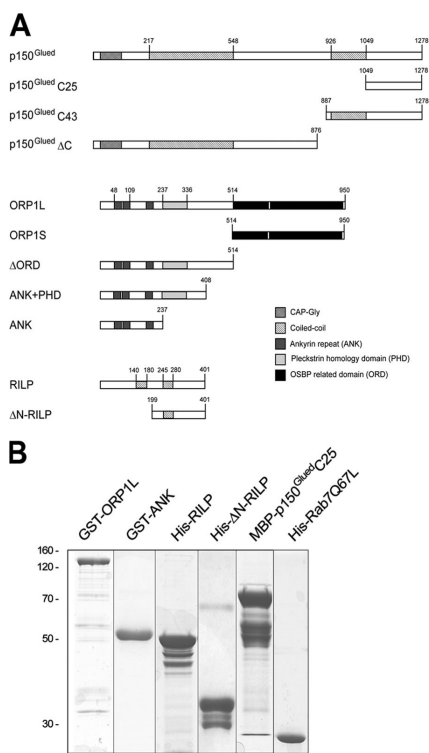 A
217 548 926 1049 1278
p150Glued
1049 1278
p150Glued C25
887 1278
p150Glued C43
876
p150Glued ΔC
48 109 237 336 514 950
ORP1L
514 950
ORP1S
514
ΔORD
408
ANK+PHD
237
ANK
CAP-Gly
Coiled-coil
Ankyrin repeat (ANK)
Pleckstrin homology domain (PHD)
OSBP related domain (ORD)
140 180 245 280 401
RILP
199 401
ΔN-RILP
B
GST-ORP1L
GST-ANK
His-RILP
His-ΔN-RILP
MBP-p150GluedC25
His-Rab7Q67L
160 -
120 -
70 -
50 -
30 -